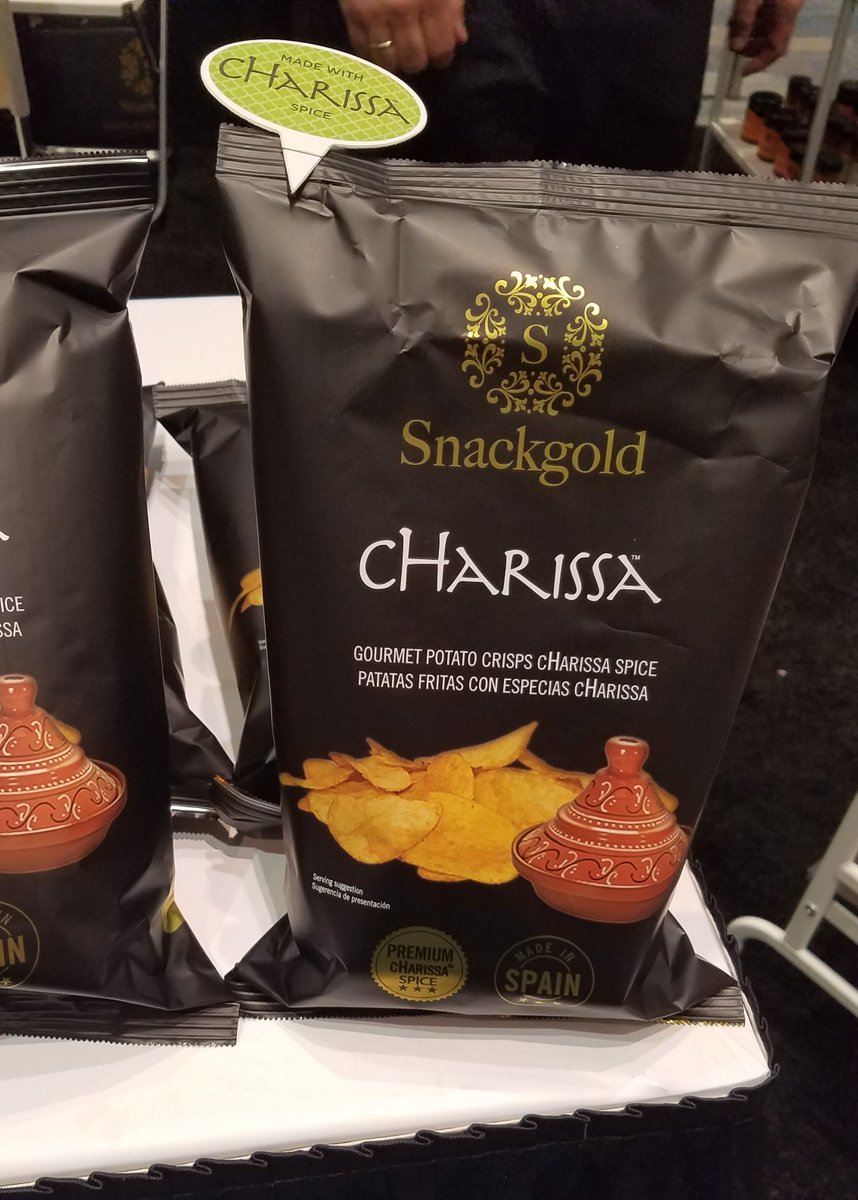 MADE WITH
cHARISSA
SPICE
S
Snackgold
cHARISSA™
GOURMET POTATO CRISPS cHARISSA SPICE
PATATAS FRITAS CON ESPECIAS cHARISSA
Serving suggestion
Sugerencia de presentación
PREMIUM
cHARISSA™
SPICE
MADE IN
SPAIN